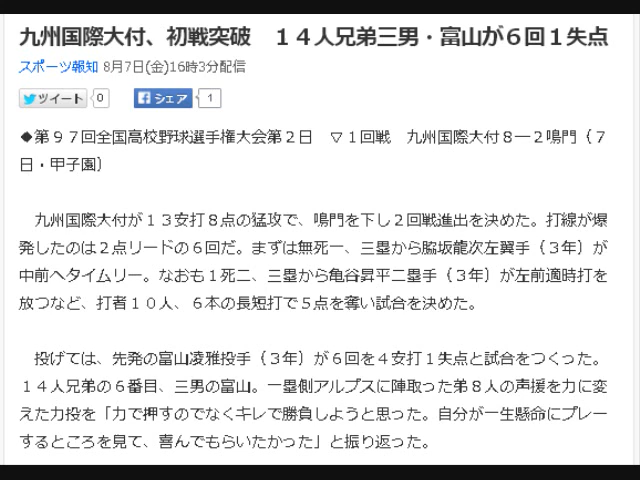 九州国際大付、初戦突破　１４人兄弟三男・富山が６回１失点
スポーツ報知 8月7日(金)16時3分配信
ツイート 0 シェア 1
◆第９７回全国高校野球選手権大会第２日　▽１回戦　九州国際大付８―２鳴門（７
日・甲子園）
九州国際大付が１３安打８点の猛攻で、鳴門を下し２回戦進出を決めた。打線が爆
発したのは２点リードの６回だ。まずは無死一、三塁から脇坂龍次左翼手（３年）が
中前へタイムリー。なおも１死二、三塁から亀谷昇平二塁手（３年）が左前適時打を
放つなど、打者１０人、６本の長短打で５点を奪い試合を決めた。
投げては、先発の富山凌雅投手（３年）が６回を４安打１失点と試合をつくった。
１４人兄弟の６番目、三男の富山。一塁側アルプスに陣取った弟８人の声援を力に変
えた力投を「力で押すのでなくキレで勝負しようと思った。自分が一生懸命にプレー
するところを見て、喜んでもらいたかった」と振り返った。